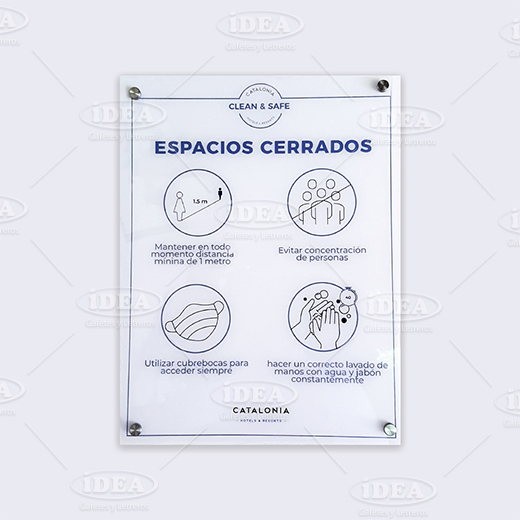 CATALONIA
CLEAN & SAFE
HOTELS & RESORTS
ESPACIOS CERRADOS
1.5 m
Mantener en todo
momento distancia
minina de 1 metro
Evitar concentración
de personas
40
Utilizar cubrebocas para
acceder siempre
hacer un correcto lavado de
manos con agua y jabón
constantemente
CATALONIA
HOTELS & RESORTS
iDEA
Gálicas y Letreros